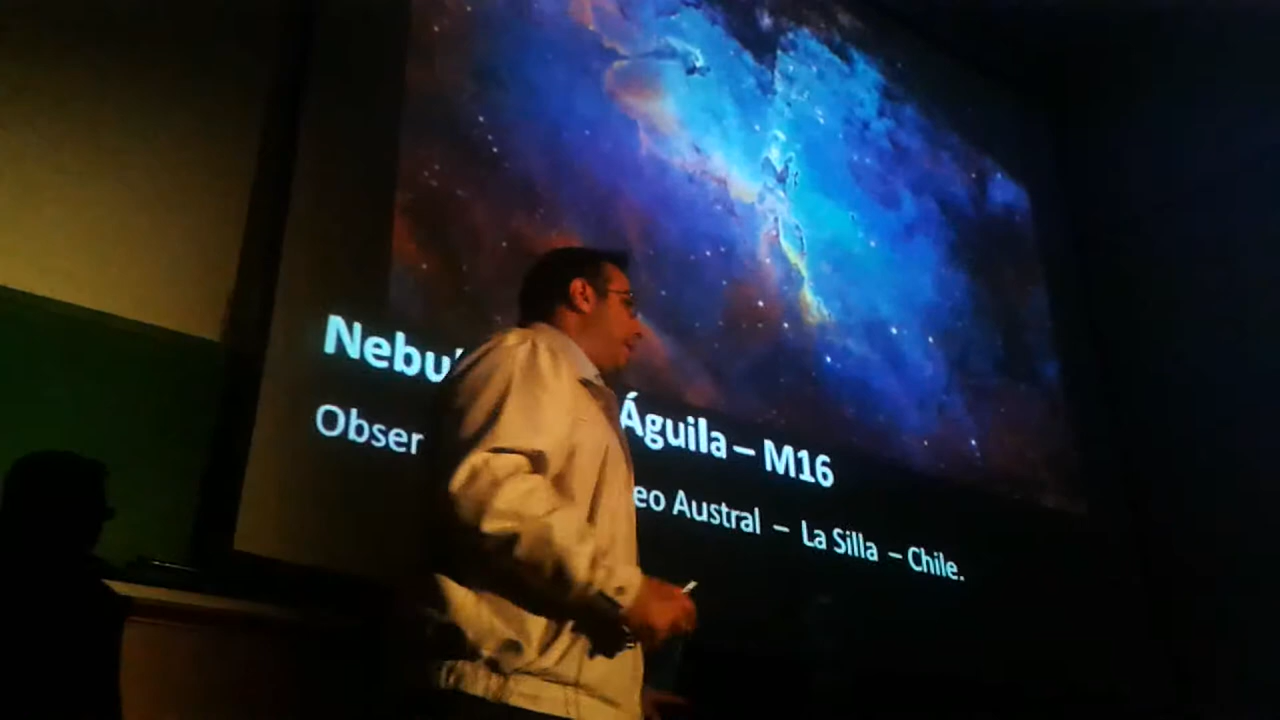 Nebu Águila – M16
Obser eo Austral – La Silla – Chile.